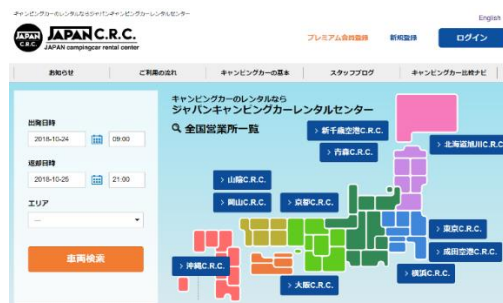 キャンピングカーのレンタルならジャパンキャンピングカーレンタルセンター
English
JAPAN C.R.C.
JAPAN C.R.C.
JAPAN campingcar rental center
プレミアム会員登録
新規登録
ログイン
お知らせ
ご利用の流れ
キャンピングカーの基本
スタッフブログ
キャンピングカー比較ナビ
キャンピングカーのレンタルなら
ジャパンキャンピングカーレンタルセンター
全国営業所一覧
出発日時
2018-10-24
09:00
返却日時
2018-10-25
21:00
エリア
---
車両検索
> 新千歳空港C.R.C.
> 北海道旭川C.R.C
> 青森C.R.C.
> 山陰C.R.C.
> 岡山C.R.C.
> 京都C.R.C.
> 東京C.R.C.
> 成田空港C.R.C.
> 沖縄C.R.C.
> 横浜C.R.C.
> 大阪C.R.C.